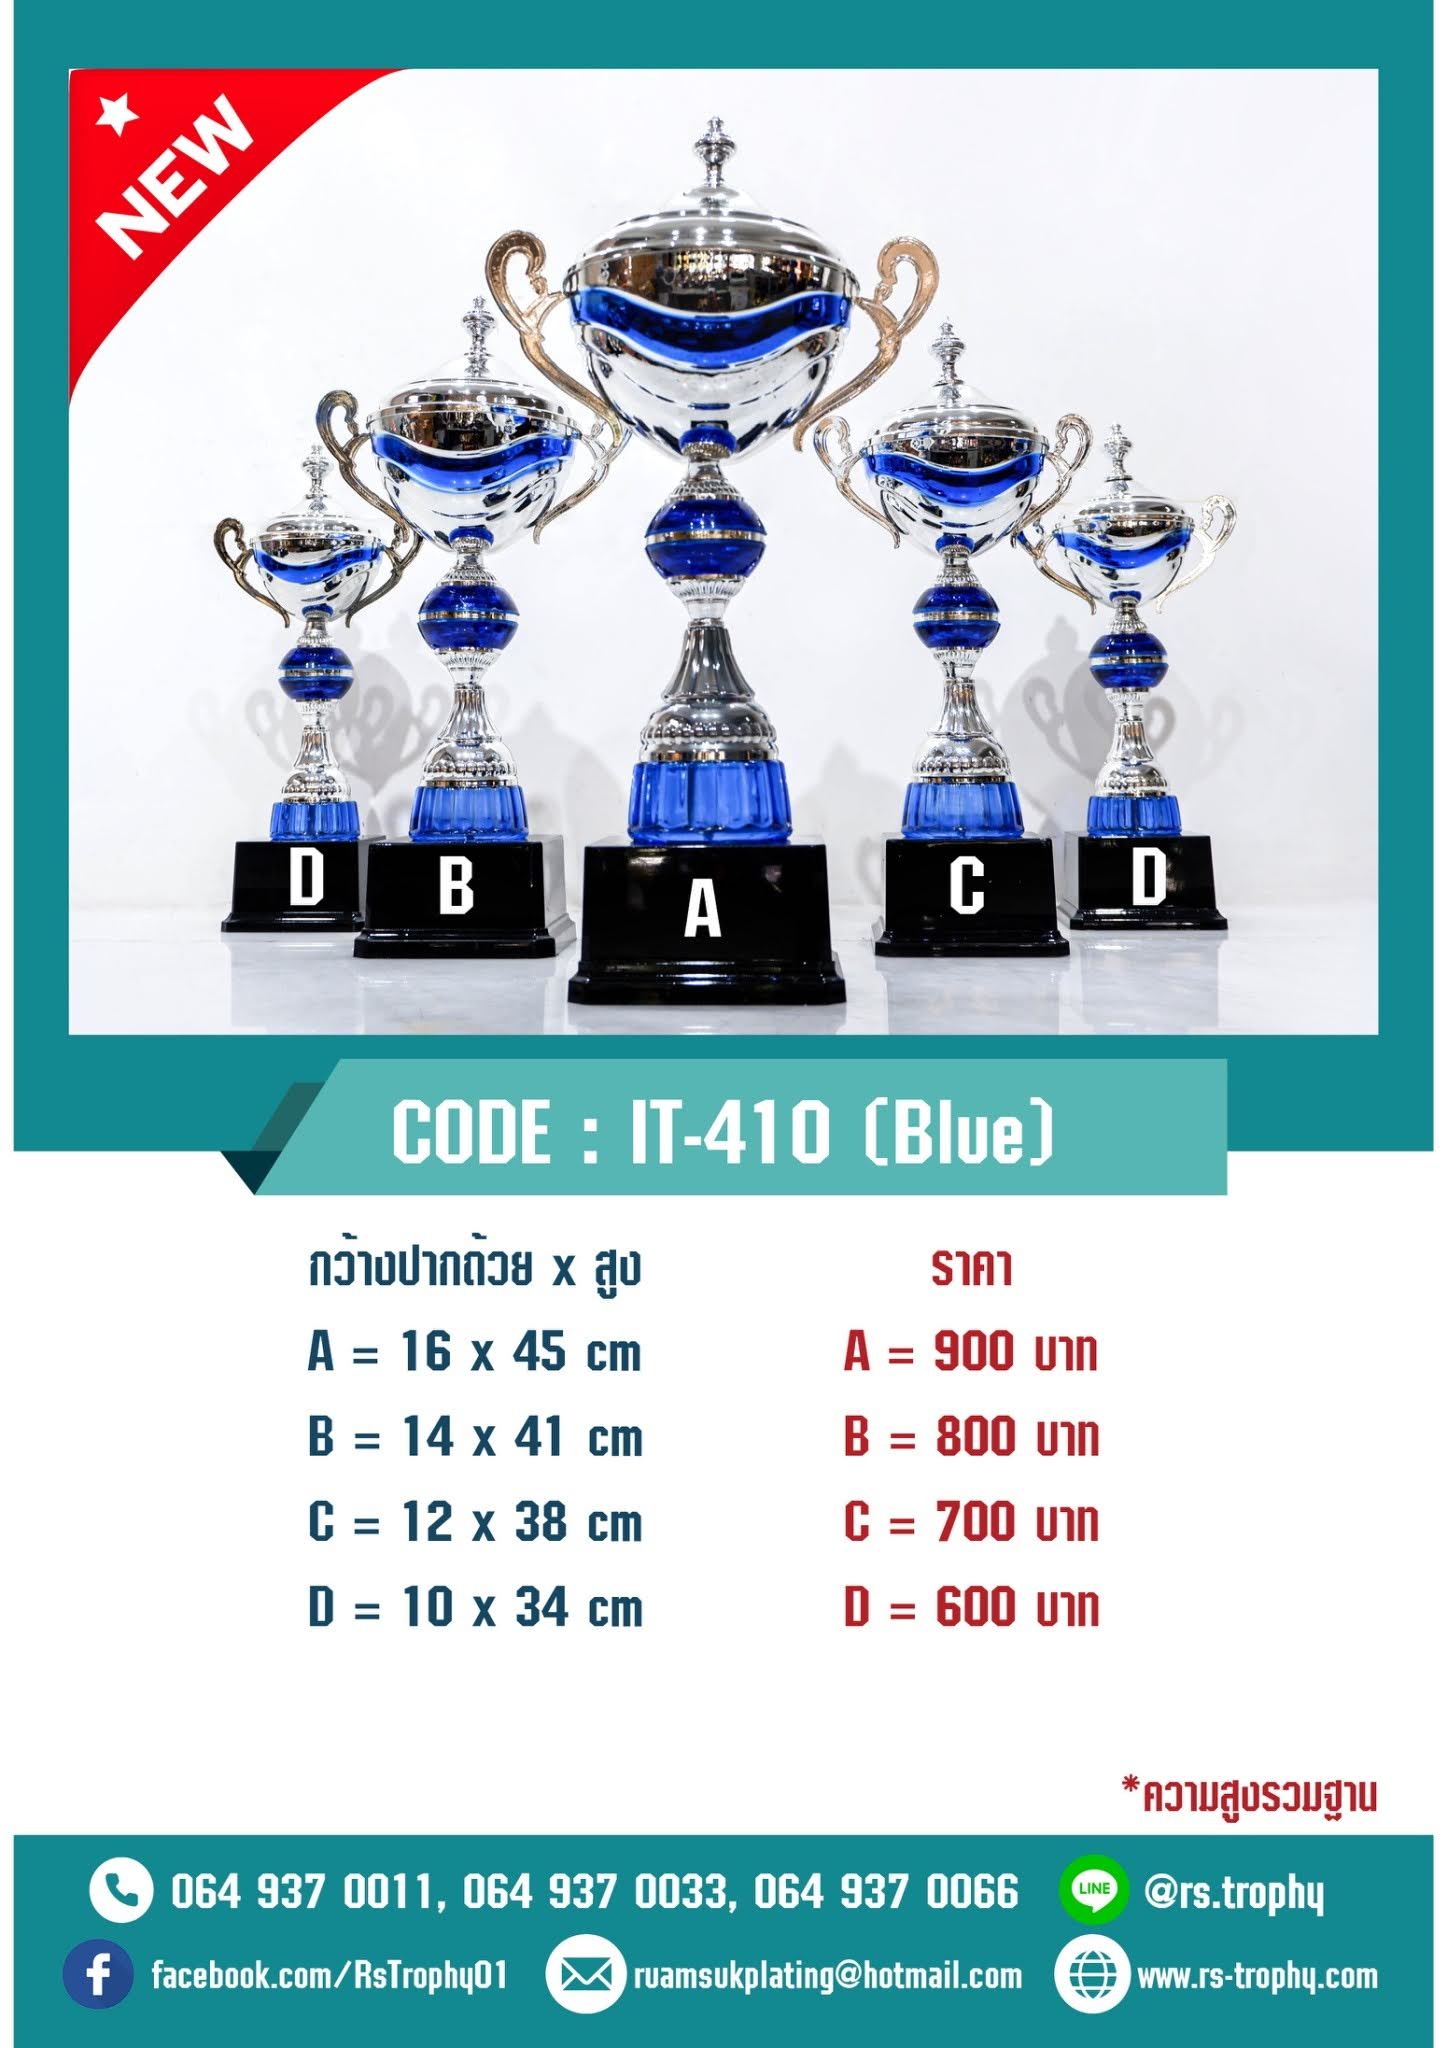 NEW
D B A C D
CODE : IT-410 (Blue)
กว้างปากถ้วย x สูง ราคา
A = 16 x 45 cm A = 900 บาท
B = 14 x 41 cm B = 800 บาท
C = 12 x 38 cm C = 700 บาท
D = 10 x 34 cm D = 600 บาท
*ความสูงรวมฐาน
064 937 0011, 064 937 0033, 064 937 0066 LINE @rs.trophy
f facebook.com/RsTrophy01 ruamsukplating@hotmail.com www.rs-trophy.com